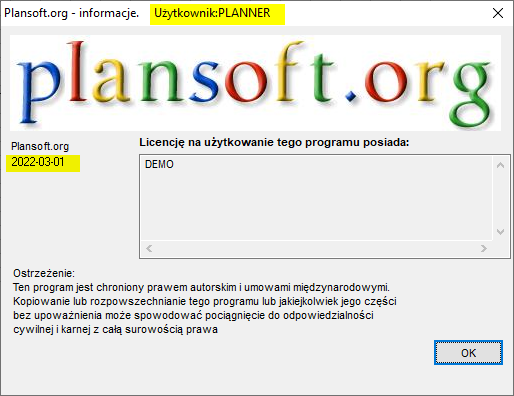 Plansoft.org - informacje. Użytkownik:PLANNER
plansoft.org
Plansoft.org
2022-03-01
Licencję na użytkowanie tego programu posiada:
DEMO
Ostrzeżenie:
Ten program jest chroniony prawem autorskim i umowami międzynarodowymi.
Kopiowanie lub rozpowszechnianie tego programu lub jakiejkolwiek jego części
bez upoważnienia może spowodować pociągnięcie do odpowiedzialności
cywilnej i karnej z całą surowością prawa
OK